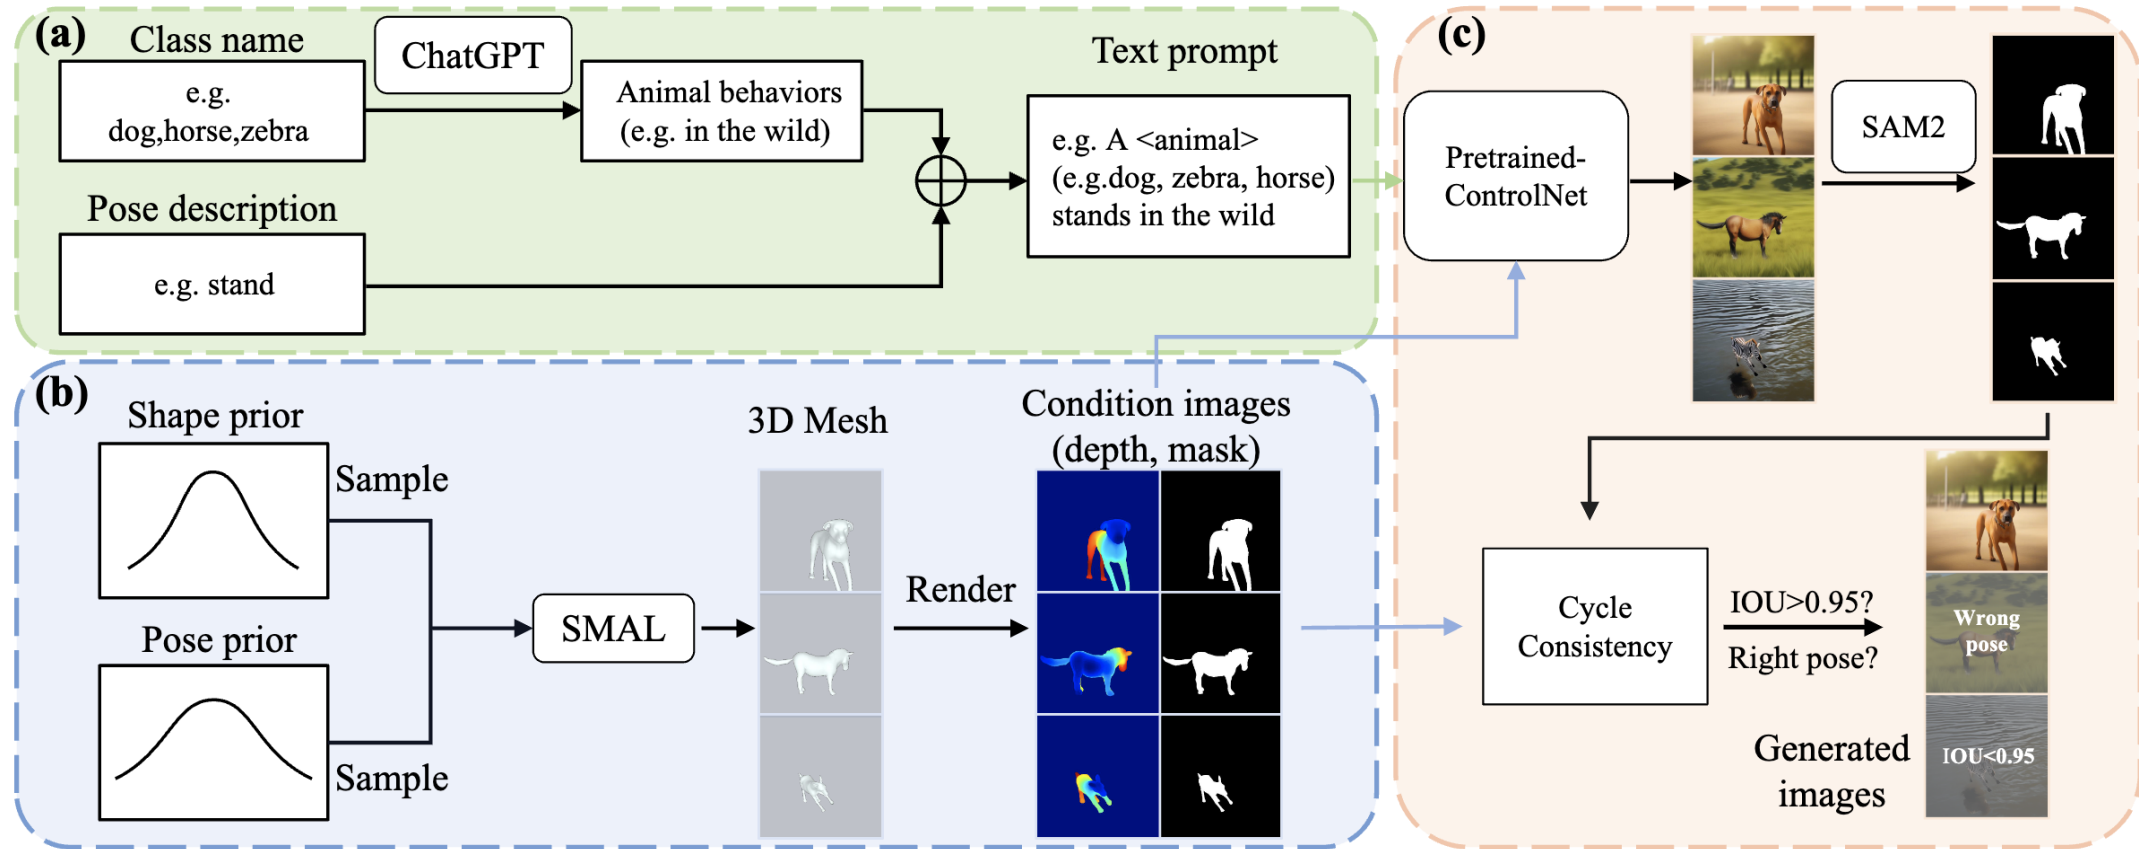 (a)
Class name
e.g.
dog,horse,zebra
ChatGPT
Animal behaviors
(e.g. in the wild)
Pose description
e.g. stand
Text prompt
e.g. A <animal>
(e.g.dog, zebra, horse)
stands in the wild
(b)
Shape prior
Sample
Pose prior
Sample
SMAL
3D Mesh
Render
Condition images
(depth, mask)
(c)
Pretrained-
ControlNet
SAM2
Cycle
Consistency
IOU>0.95?
Right pose?
Wrong
pose
IOU<0.95
Generated
images